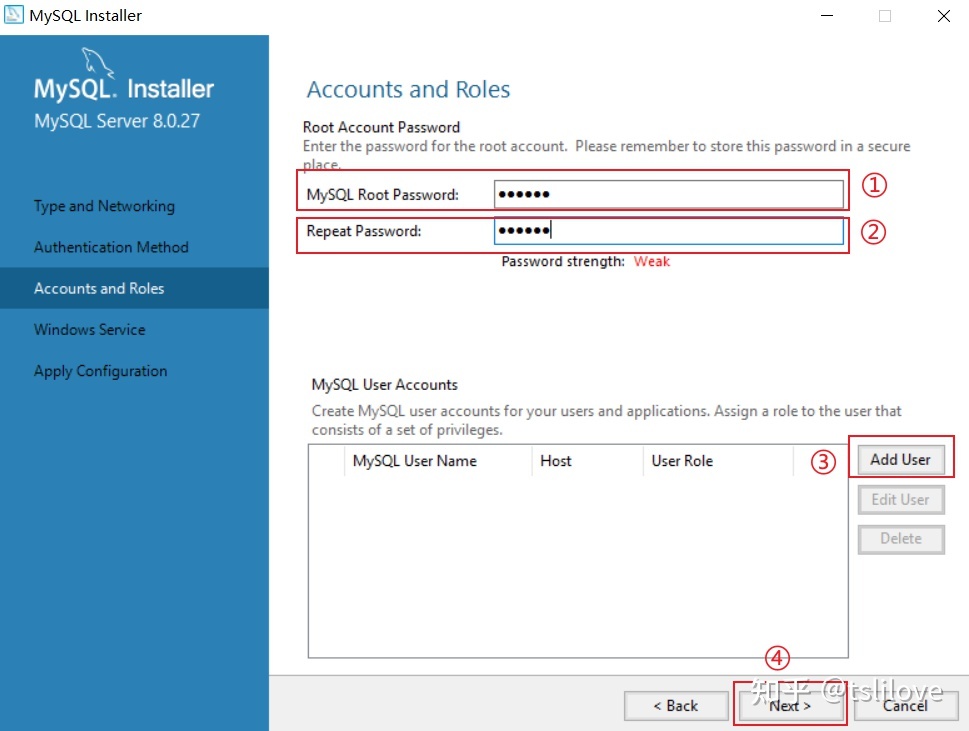 MySQL Installer
MySQL. Installer
MySQL Server 8.0.27
Type and Networking
Authentication Method
Accounts and Roles
Windows Service
Apply Configuration
Accounts and Roles
Root Account Password
Enter the password for the root account.  Please remember to store this password in a secure
place.
MySQL Root Password: ●●●●●● ①
Repeat Password: ●●●●●● ②
Password strength: Weak
MySQL User Accounts
Create MySQL user accounts for your users and applications. Assign a role to the user that
consists of a set of privileges.
MySQL User Name Host User Role ③ Add User
Edit User
Delete
④
知乎 @tslilove
< Back Next > Cancel